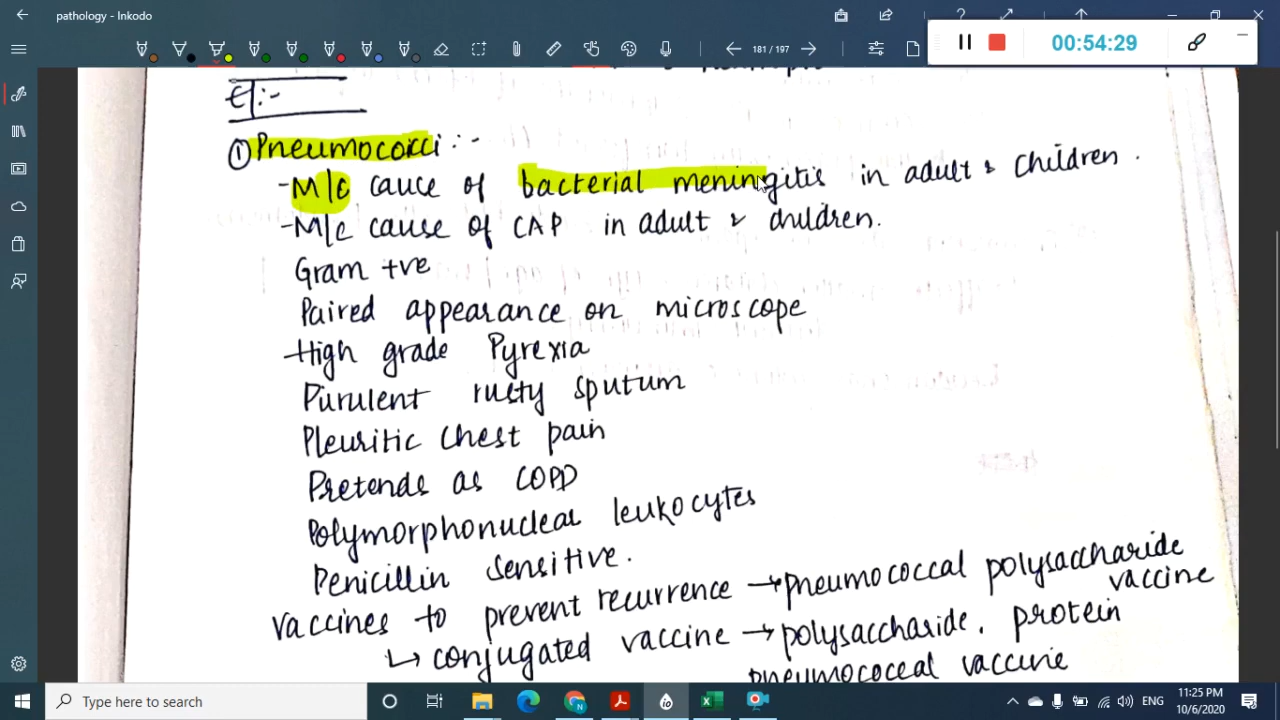 pathology - Inkodo
181 / 197
00:54:29
Ef:-
① Pneumococci :-
-M/c cause of bacterial meningitis in adult & children.
-M/c cause of CAP in adult & children.
Gram +ve
Paired appearance on microscope
High grade Pyrexia
Purulent rusty sputum
Pleuritic chest pain
Pretends as COPD
Polymorphonuclear leukocytes
Penicillin sensitive.
vaccines to prevent recurrence → pneumococcal polysaccharide
vaccine
↳ conjugated vaccine → polysaccharide. protein
pneumococcal vaccine
Type here to search
ENG
11:25 PM
10/6/2020